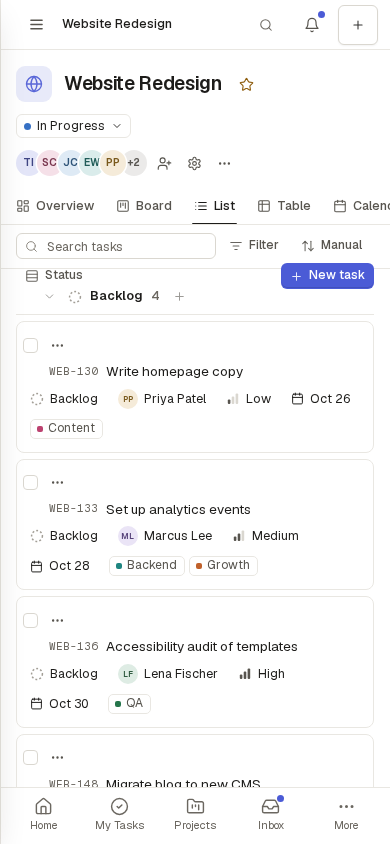 Website Redesign
Website Redesign
In Progress
TI SC JC EW PP +2
Overview Board List Table Calend
Search tasks Filter Manual
Status New task
Backlog 4
WEB-130 Write homepage copy
Backlog PP Priya Patel Low Oct 26
Content
WEB-133 Set up analytics events
Backlog ML Marcus Lee Medium
Oct 28 Backend Growth
WEB-136 Accessibility audit of templates
Backlog LF Lena Fischer High
Oct 30 QA
WEB-148 Migrate blog to new CMS
Home My Tasks Projects Inbox More